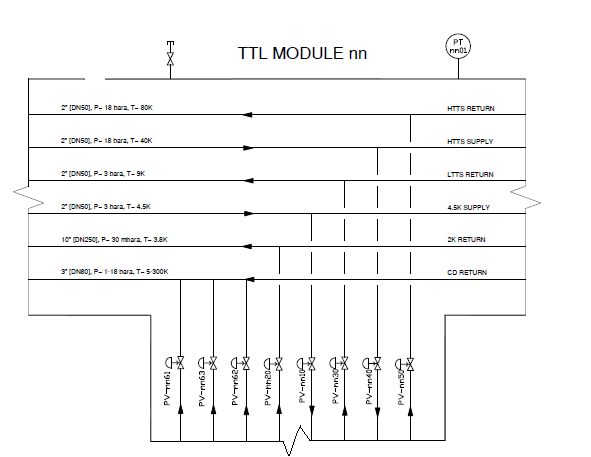 TTL MODULE nn
PT
nn01
2" [DN50], P= 18 bara, T= 80K
HTTS RETURN
2" [DN50], P= 18 bara, T= 40K
HTTS SUPPLY
2" [DN50], P= 3 bara, T= 9K
LTTS RETURN
2" [DN50], P= 3 bara, T= 4.5K
4.5K SUPPLY
10" [DN250], P= 30 mbara, T= 3.8K
2K RETURN
3" [DN80], P= 1-18 bara, T= 5-300K
CD RETURN
PV-nn61
PV-nn63
PV-nn62
PV-nn20
PV-nn10
PV-nn30
PV-nn40
PV-nn50